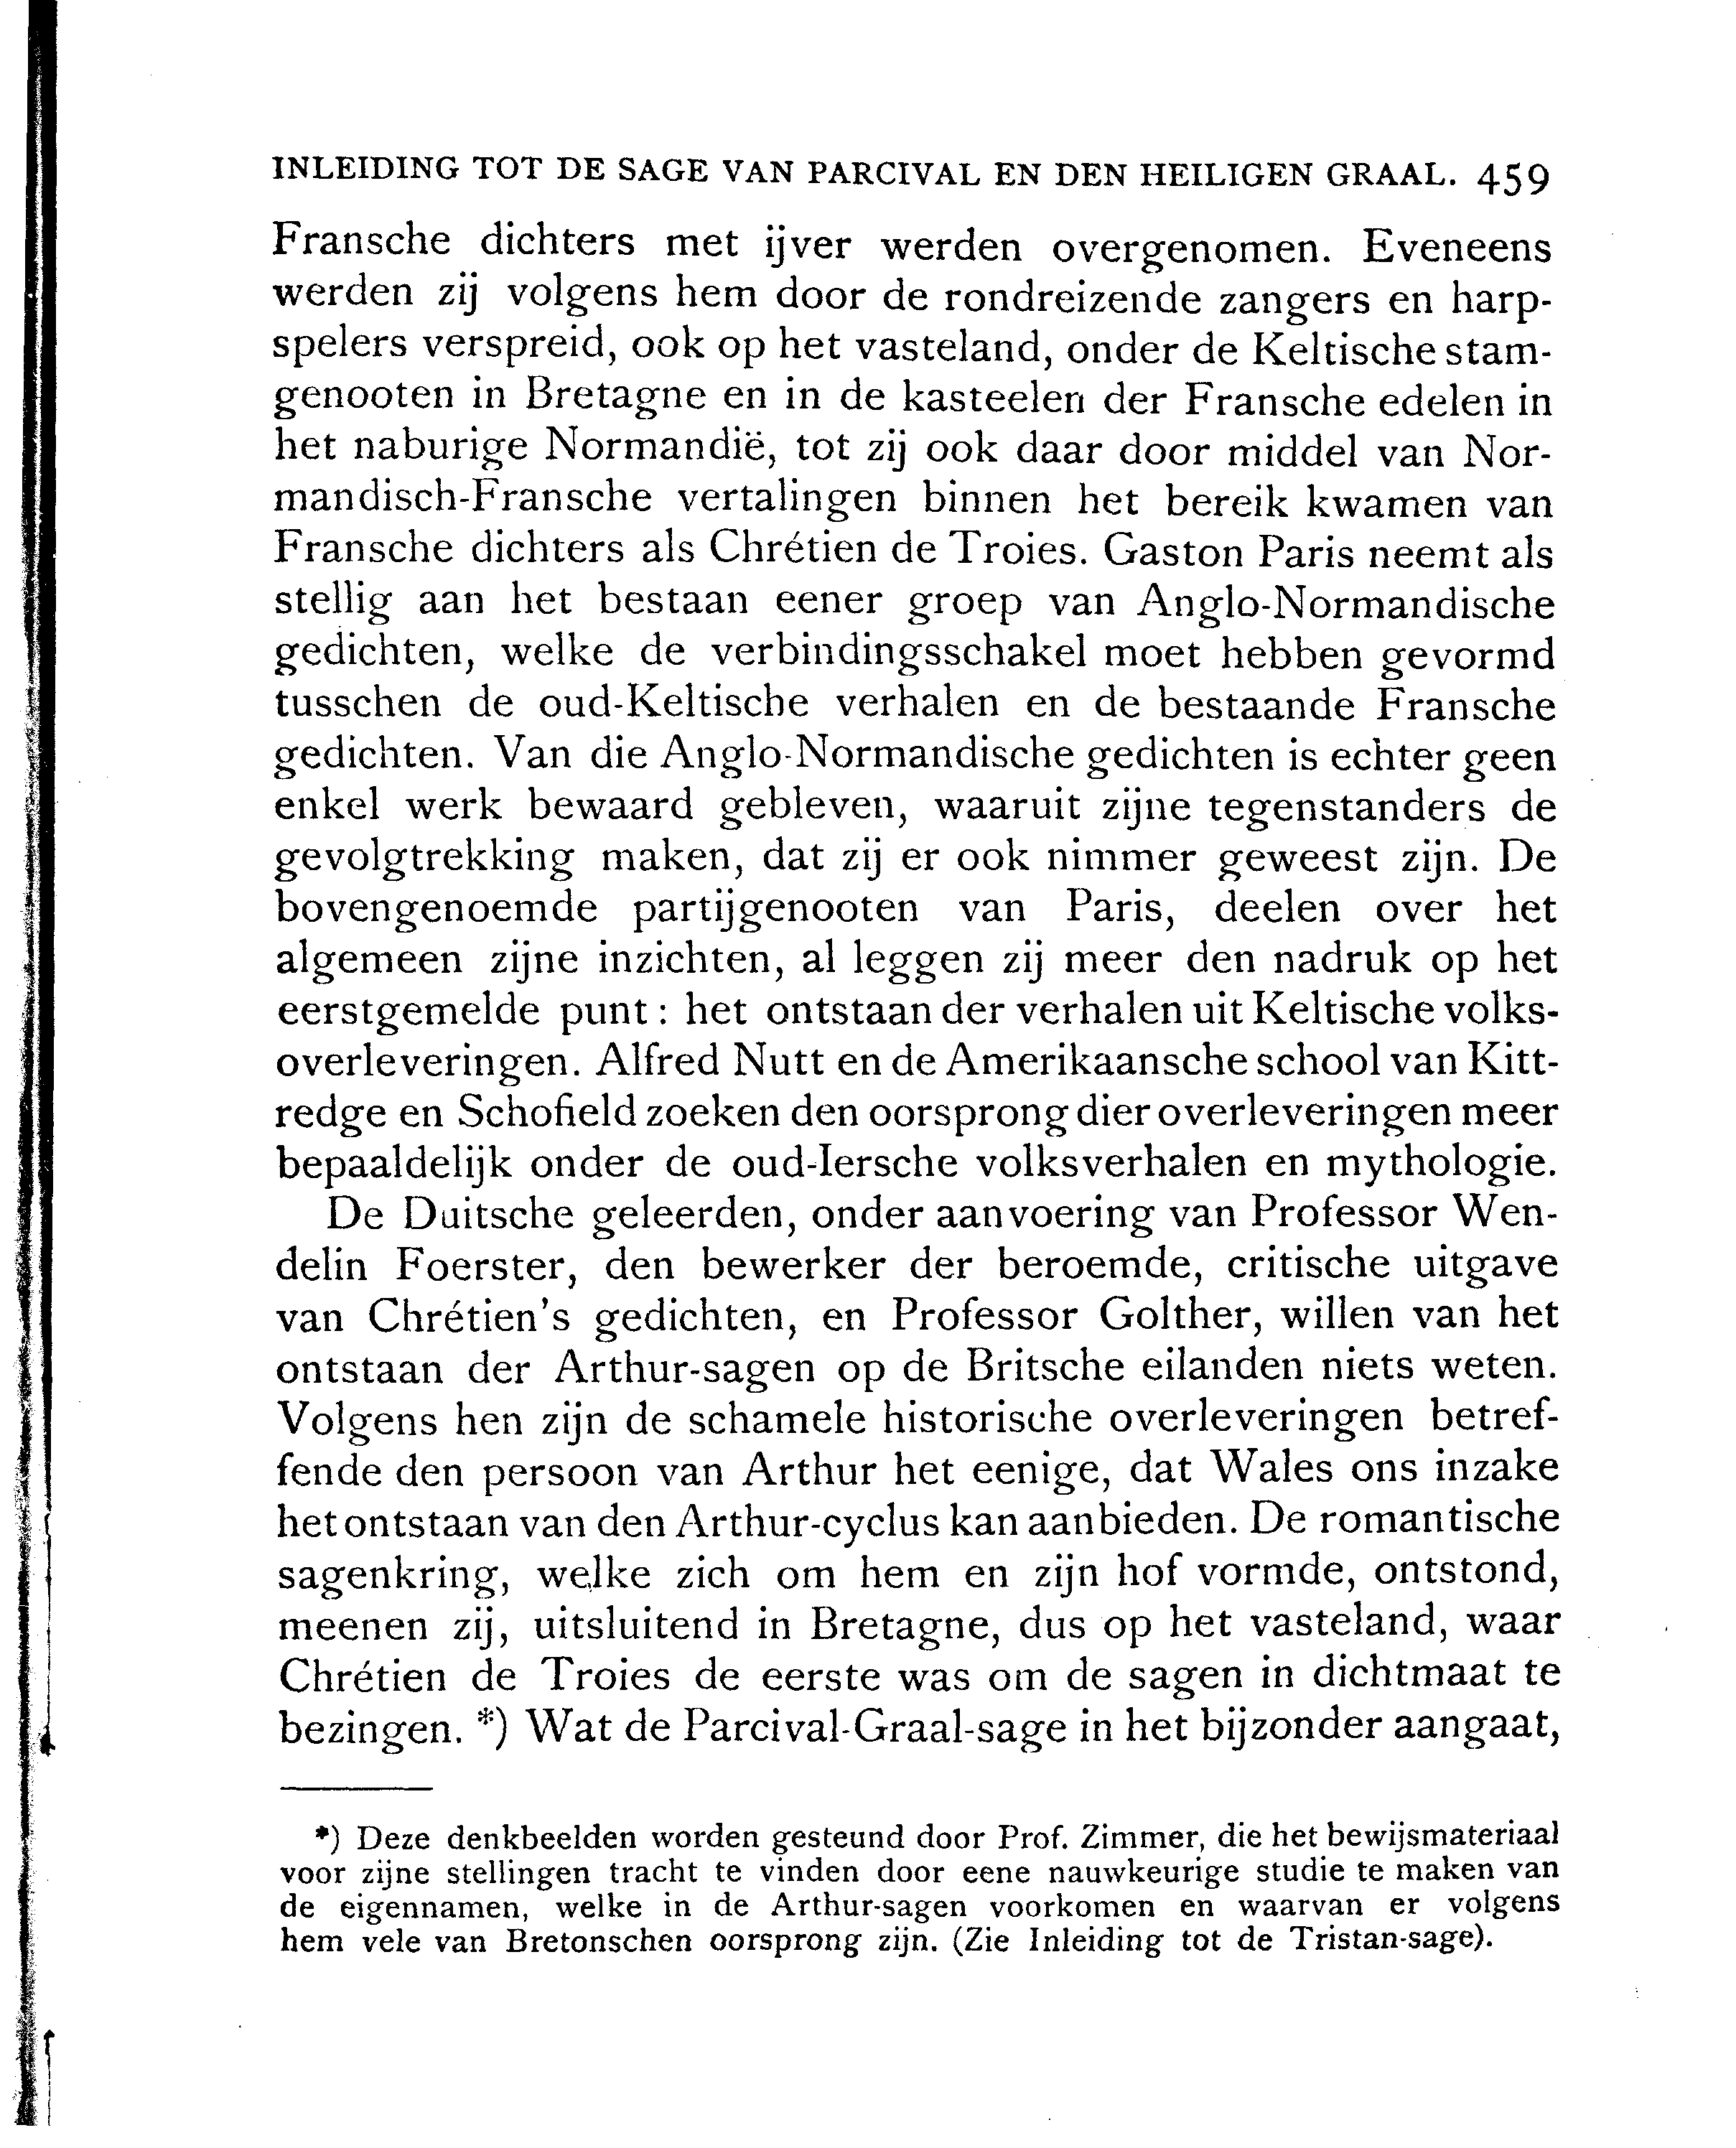 INLEIDING TOT DE SAGE VAN PARCIVAL EN DEN HEILIGEN GRAAL. 459
Fransche dichters met ijver werden overgenomen. Eveneens
werden zij volgens hem door de rondreizende zangers en harp-
spelers verspreid, ook op het vasteland, onder de Keltische stam-
genooten in Bretagne en in de kasteelen der Fransche edelen in
het naburige Normandië, tot zij ook daar door middel van Nor-
mandisch-Fransche vertalingen binnen het bereik kwamen van
Fransche dichters als Chrétien de Troies. Gaston Paris neemt als
stellig aan het bestaan eener groep van Anglo-Normandische
gedichten, welke de verbindingsschakel moet hebben gevormd
tusschen de oud-Keltische verhalen en de bestaande Fransche
gedichten. Van die Anglo-Normandische gedichten is echter geen
enkel werk bewaard gebleven, waaruit zijne tegenstanders de
gevolgtrekking maken, dat zij er ook nimmer geweest zijn. De
bovengenoemde partijgenooten van Paris, deelen over het
algemeen zijne inzichten, al leggen zij meer den nadruk op het
eerstgemelde punt: het ontstaan der verhalen uit Keltische volks-
overleveringen. Alfred Nutt en de Amerikaansche school van Kitt-
redge en Schofield zoeken den oorsprong dier overleveringen meer
bepaaldelijk onder de oud-Iersche volksverhalen en mythologie.
De Duitsche geleerden, onder aanvoering van Professor Wen-
delin Foerster, den bewerker der beroemde, critische uitgave
van Chrétien's gedichten, en Professor Golther, willen van het
ontstaan der Arthur-sagen op de Britsche eilanden niets weten.
Volgens hen zijn de schamele historische overleveringen betref-
fende den persoon van Arthur het eenige, dat Wales ons inzake
het ontstaan van den Arthur-cyclus kan aanbieden. De romantische
sagenkring, welke zich om hem en zijn hof vormde, ontstond,
meenen zij, uitsluitend in Bretagne, dus op het vasteland, waar
Chrétien de Troies de eerste was om de sagen in dichtmaat te
bezingen. *) Wat de Parcival-Graal-sage in het bijzonder aangaat,
*) Deze denkbeelden worden gesteund door Prof. Zimmer, die het bewijsmateriaal
voor zijne stellingen tracht te vinden door eene nauwkeurige studie te maken van
de eigennamen, welke in de Arthur-sagen voorkomen en waarvan er volgens
hem vele van Bretonschen oorsprong zijn. (Zie Inleiding tot de Tristan-sage).